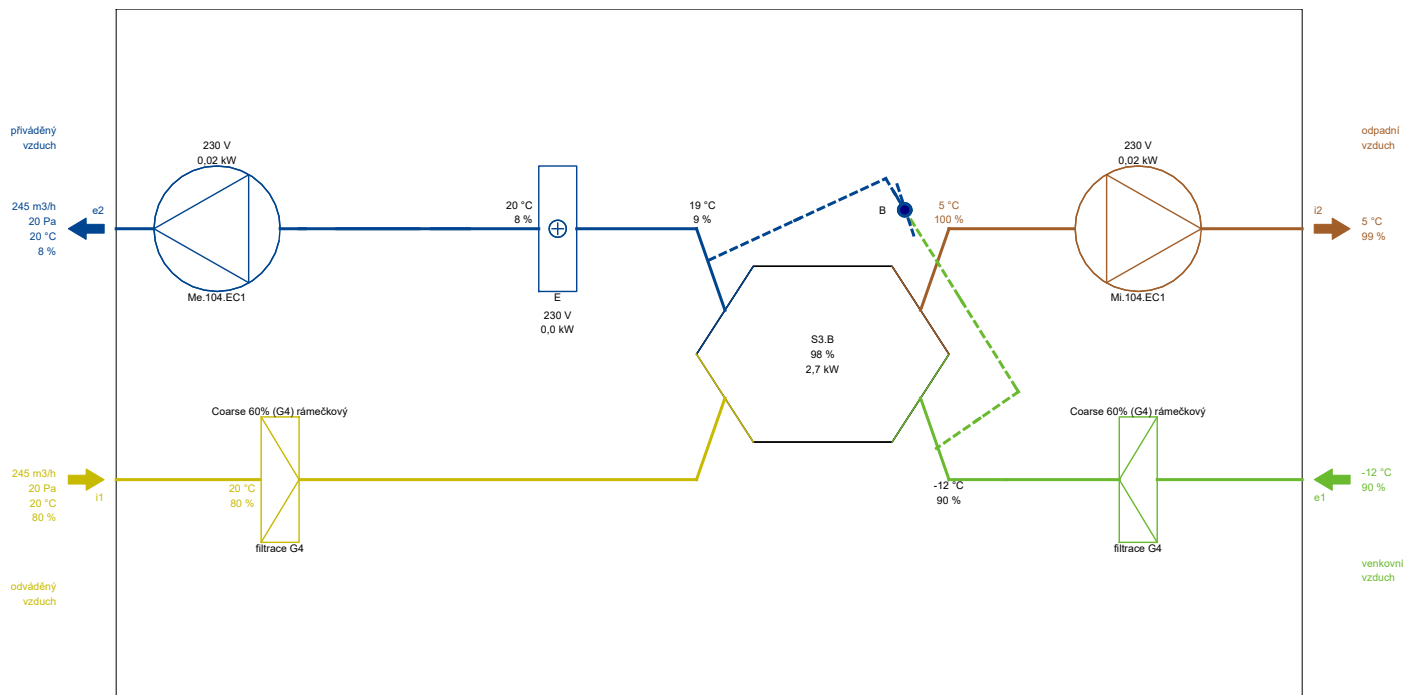 přiváděný
vzduch
245 m3/h
20 Pa
20 °C
8 %
e2
230 V
0,02 kW
Me.104.EC1
20 °C
8 %
E
230 V
0,0 kW
19 °C
9 %
B
5 °C
100 %
230 V
0,02 kW
Mi.104.EC1
odpadní
vzduch
i2
5 °C
99 %
S3.B
98 %
2,7 kW
Coarse 60% (G4) rámečkový
245 m3/h
20 Pa
20 °C
80 %
i1
20 °C
80 %
filtrace G4
odváděný
vzduch
-12 °C
90 %
Coarse 60% (G4) rámečkový
filtrace G4
-12 °C
90 %
e1
venkovní
vzduch